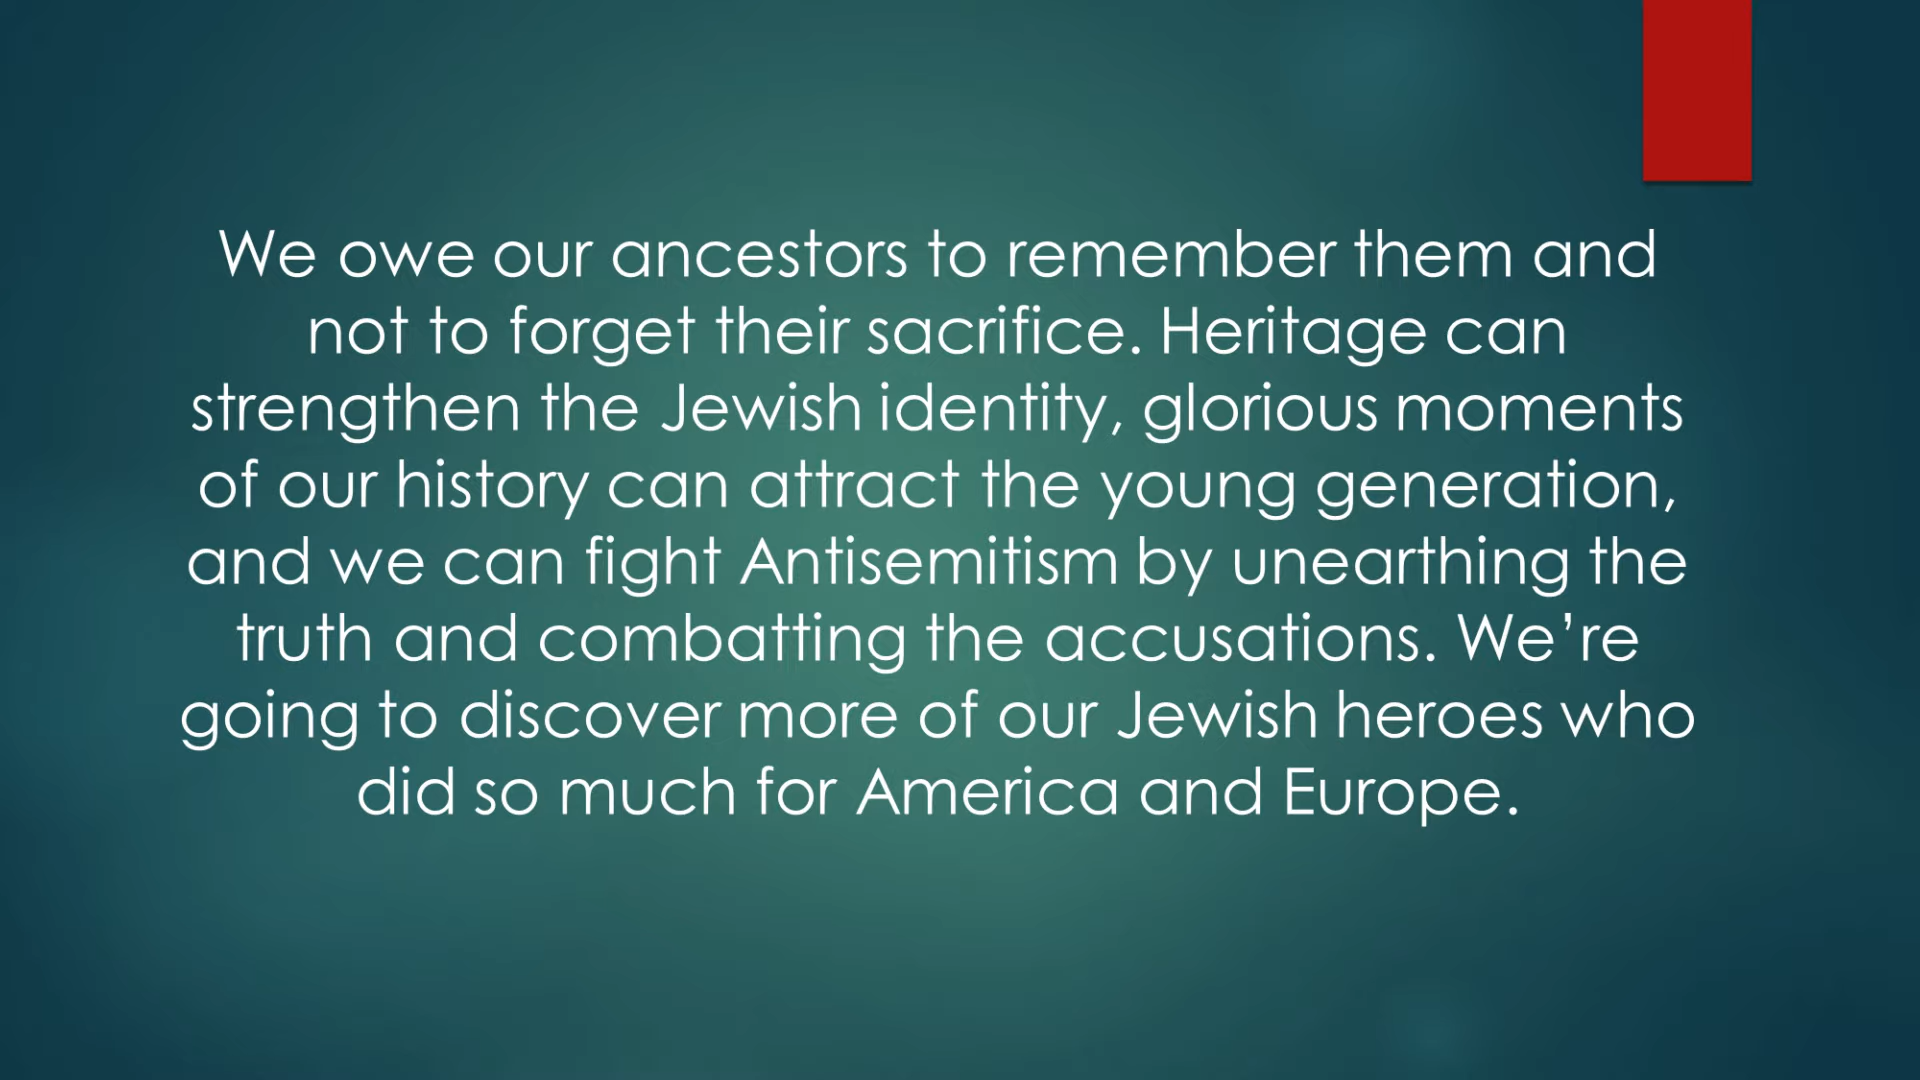 We owe our ancestors to remember them and
not to forget their sacrifice. Heritage can
strengthen the Jewish identity, glorious moments
of our history can attract the young generation,
and we can fight Antisemitism by unearthing the
truth and combatting the accusations. We’re
going to discover more of our Jewish heroes who
did so much for America and Europe.